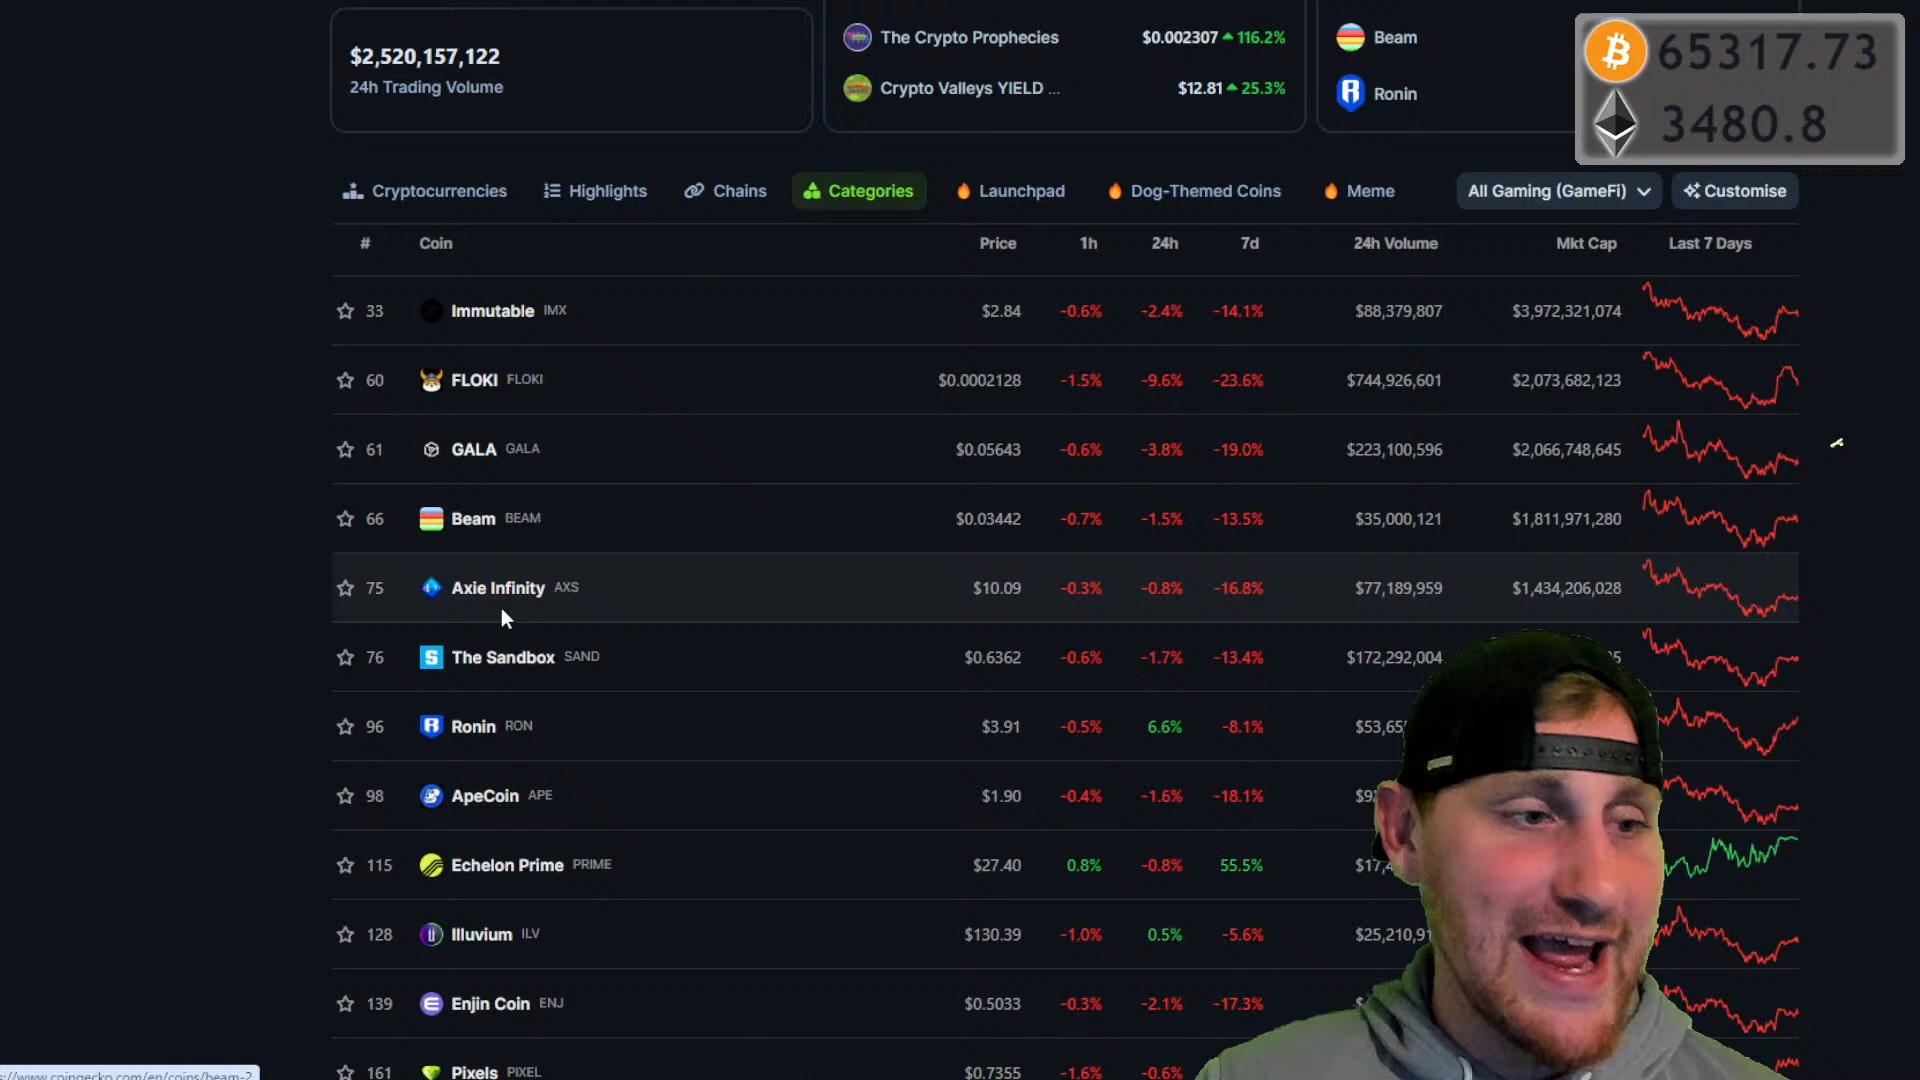 $2,520,157,122
24h Trading Volume
The Crypto Prophecies $0.002307 116.2%
Crypto Valleys YIELD ... $12.81 25.3%
Beam
Ronin
65317.73
3480.8
Cryptocurrencies Highlights Chains Categories Launchpad Dog-Themed Coins Meme All Gaming (GameFi) Customise
# Coin Price 1h 24h 7d 24h Volume Mkt Cap Last 7 Days
33 Immutable IMX $2.84 -0.6% -2.4% -14.1% $88,379,807 $3,972,321,074
60 FLOKI FLOKI $0.0002128 -1.5% -9.6% -23.6% $744,926,601 $2,073,682,123
61 GALA GALA $0.05643 -0.6% -3.8% -19.0% $223,100,596 $2,066,748,645
66 Beam BEAM $0.03442 -0.7% -1.5% -13.5% $35,000,121 $1,811,971,280
75 Axie Infinity AXS $10.09 -0.3% -0.8% -16.8% $77,189,959 $1,434,206,028
76 The Sandbox SAND $0.6362 -0.6% -1.7% -13.4% $172,292,004
96 Ronin RON $3.91 -0.5% 6.6% -8.1%
98 ApeCoin APE $1.90 -0.4% -1.6% -18.1%
115 Echelon Prime PRIME $27.40 0.8% -0.8% 55.5%
128 Illuvium ILV $130.39 -1.0% 0.5% -5.6%
139 Enjin Coin ENJ $0.5033 -0.3% -2.1% -17.3%
161 Pixels PIXEL $0.7355 -1.6% -0.6%
s://www.coingecko.com/en/coins/beam-2